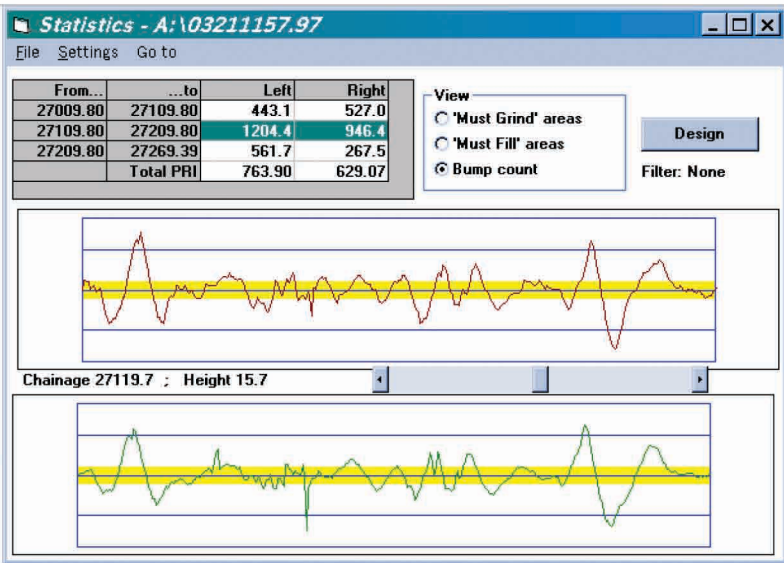 Statistics - A:\03211157.97
File Settings Go to
From... ...to Left Right
27009.80 27109.80 443.1 527.0
27109.80 27209.80 1204.4 946.4
27209.80 27269.39 561.7 267.5
Total PRI 763.90 629.07
View
'Must Grind' areas
'Must Fill' areas
Bump count
Design
Filter: None
Chainage 27119.7 ; Height 15.7